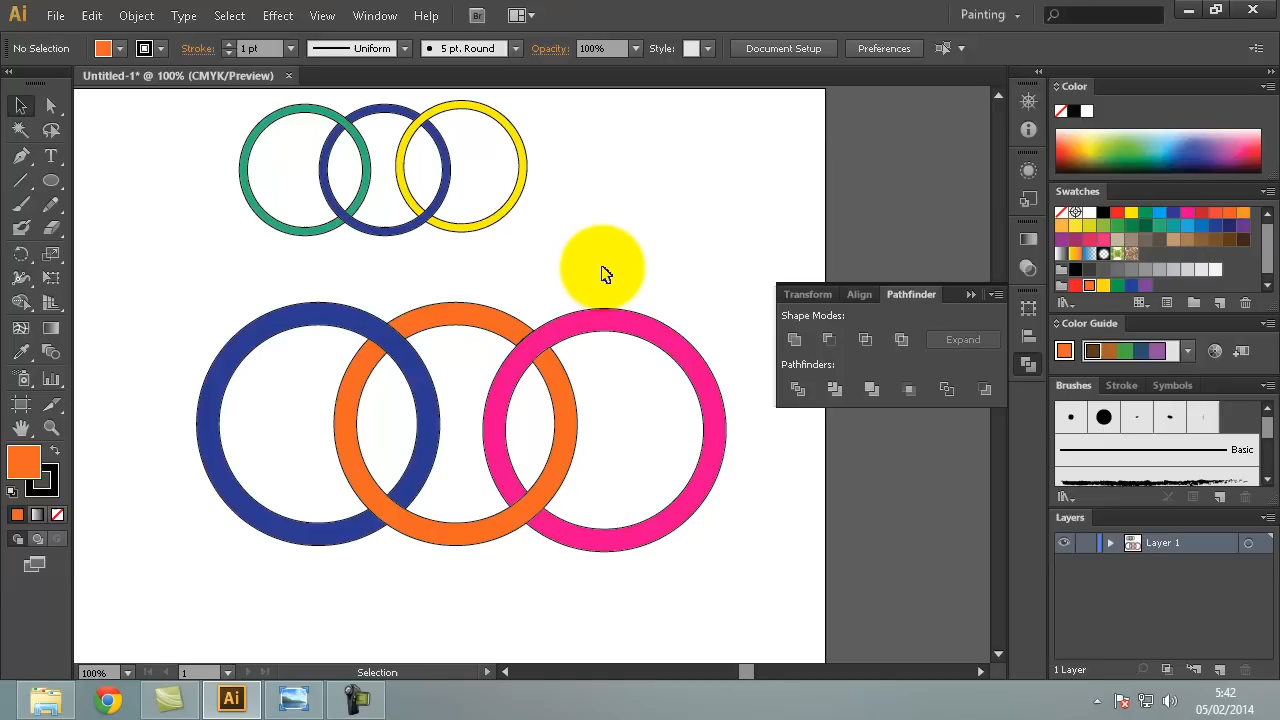 Ai File Edit Object Type Select Effect View Window Help Br Painting
No Selection Stroke: 1 pt Uniform 5 pt. Round Opacity: 100% Style: Document Setup Preferences
Untitled-1* @ 100% (CMYK/Preview)
Color
Swatches
Transform Align Pathfinder
Shape Modes:
Expand
Pathfinders:
Color Guide
Brushes Stroke Symbols
Basic
Layers
Layer 1
1 Layer
100% 1 Selection
Ai
5:42
05/02/2014